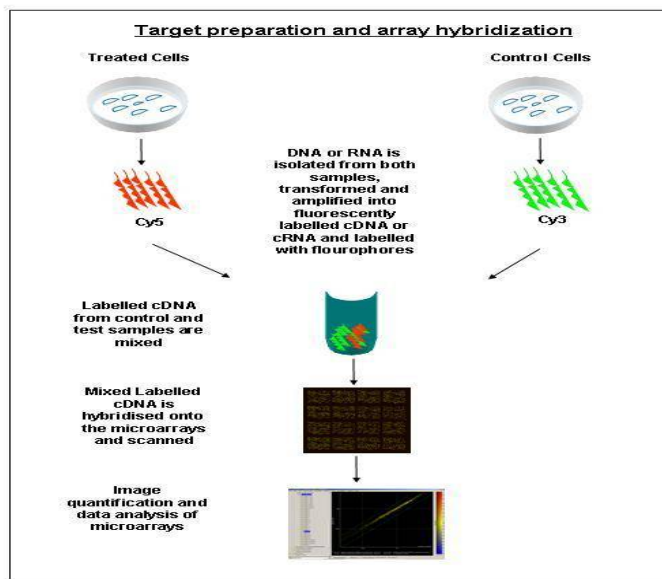 Target preparation and array hybridization
Treated Cells
Control Cells
DNA or RNA is
isolated from both
samples,
transformed and
amplified into
fluorescently
labelled cDNA or
cRNA and labelled
with flourophores
Cy5
Cy3
Labelled cDNA
from control and
test samples are
mixed
Mixed Labelled
cDNA is
hybridised onto
the microarrays
and scanned
Image
quantification and
data analysis of
microarrays